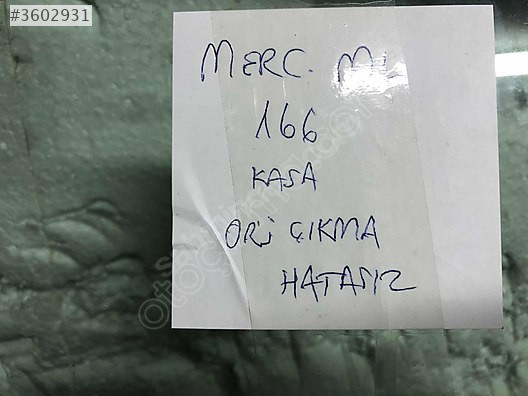 #3602931
MERC. ML
166
KASA
ORJ ÇIKMA
HATASIZ